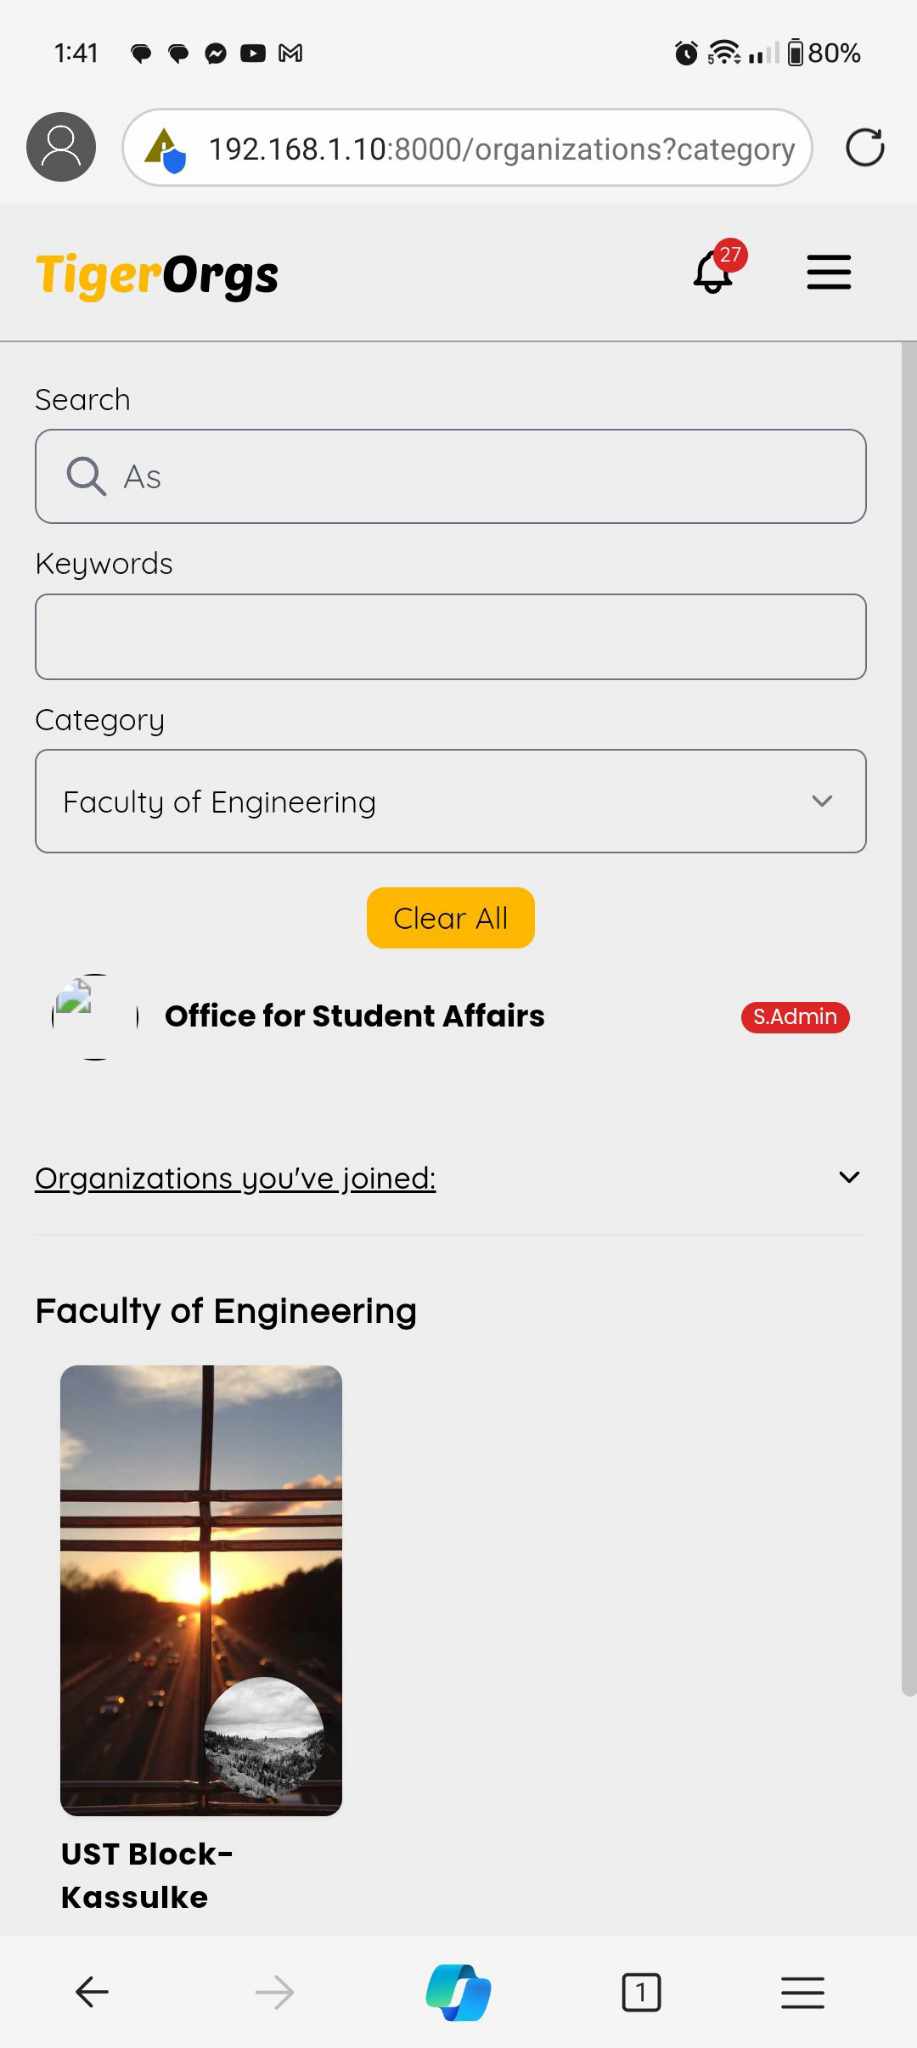 1:41
80%
192.168.1.10:8000/organizations?category
TigerOrgs
27
Search
As
Keywords
Category
Faculty of Engineering
Clear All
Office for Student Affairs
S.Admin
Organizations you've joined:
Faculty of Engineering
UST Block-
Kassulke
1